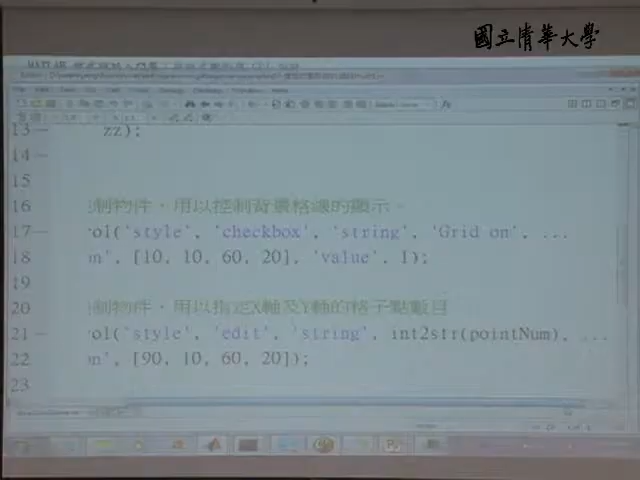 國立清華大學
13 zz);
14
15
16 制物件,用以控制背景格線的顯示。
17 ol('style', 'checkbox', 'string', 'Grid on', ...
18 n', [10, 10, 60, 20], 'value', 1);
19
20 制物件,用以指定X軸及Y軸的格子點數目
21 ol('style', 'edit', 'string', int2str(pointNum), ...
22 n', [90, 10, 60, 20]);
23